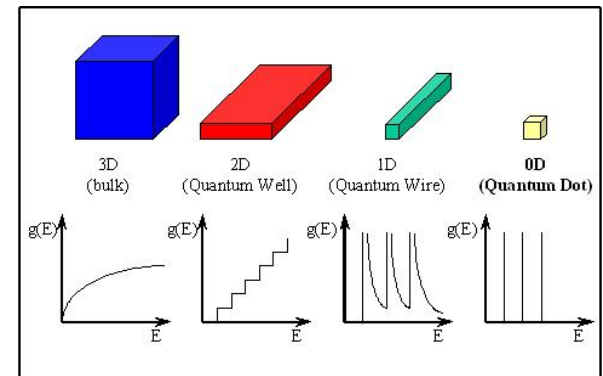 3D
(bulk)
2D
(Quantum Well)
1D
(Quantum Wire)
0D
(Quantum Dot)
g(E)
E
g(E)
E
g(E)
E
g(E)
E